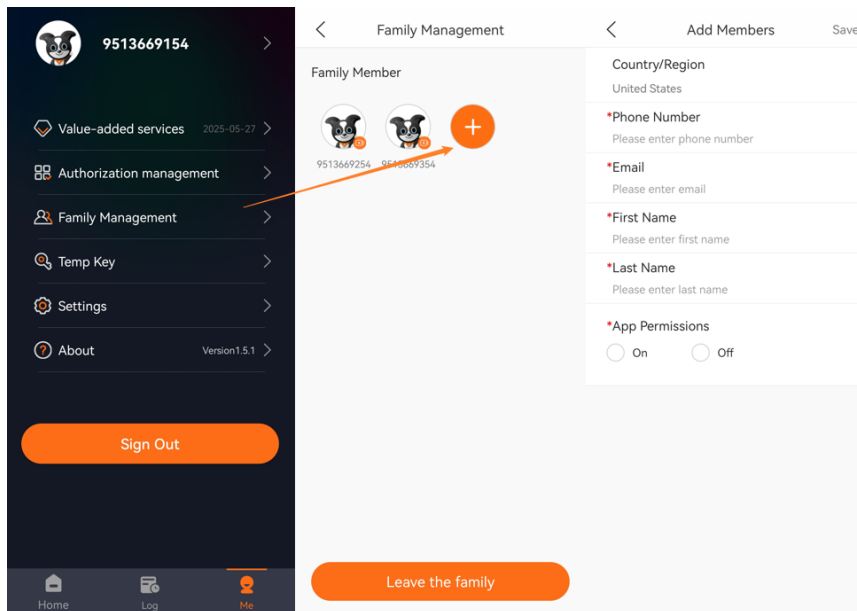 9513669154
Value-added services 2025-05-27
Authorization management
Family Management
Temp Key
Settings
About Version1.5.1
Sign Out
Home Log Me
Family Management
Family Member
9513669254 9513669354
Leave the family
Add Members Save
Country/Region
United States
*Phone Number
Please enter phone number
*Email
Please enter email
*First Name
Please enter first name
*Last Name
Please enter last name
*App Permissions
On Off